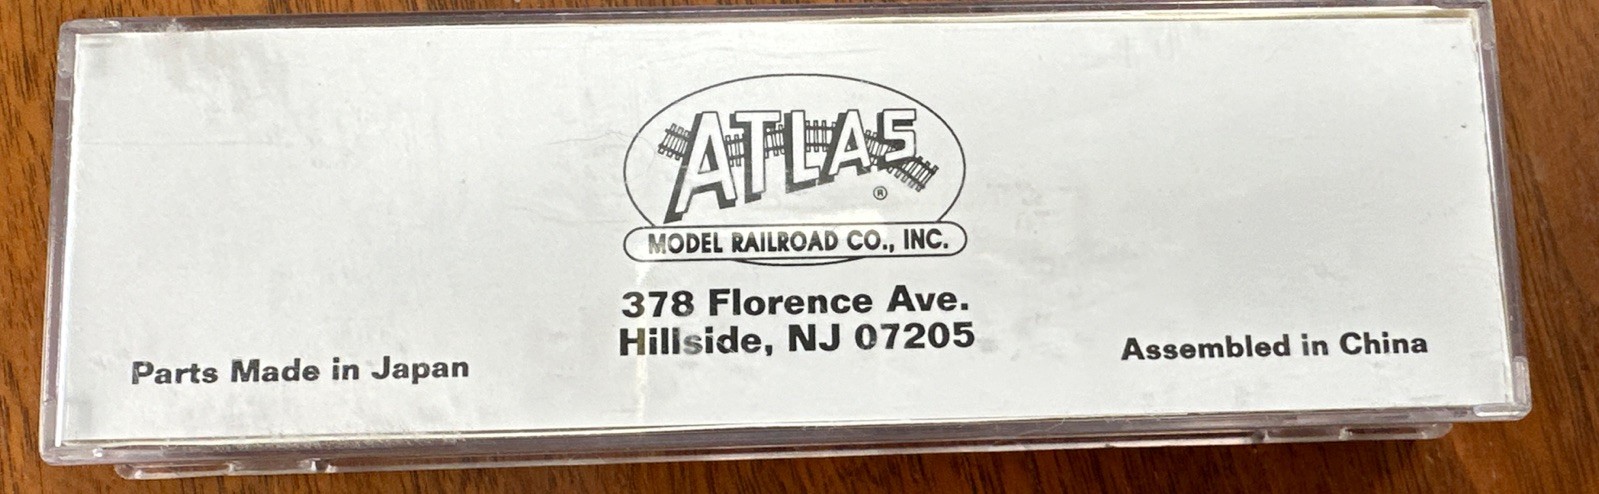 ATLAS
®
MODEL RAILROAD CO., INC.
378 Florence Ave.
Hillside, NJ 07205
Parts Made in Japan
Assembled in China